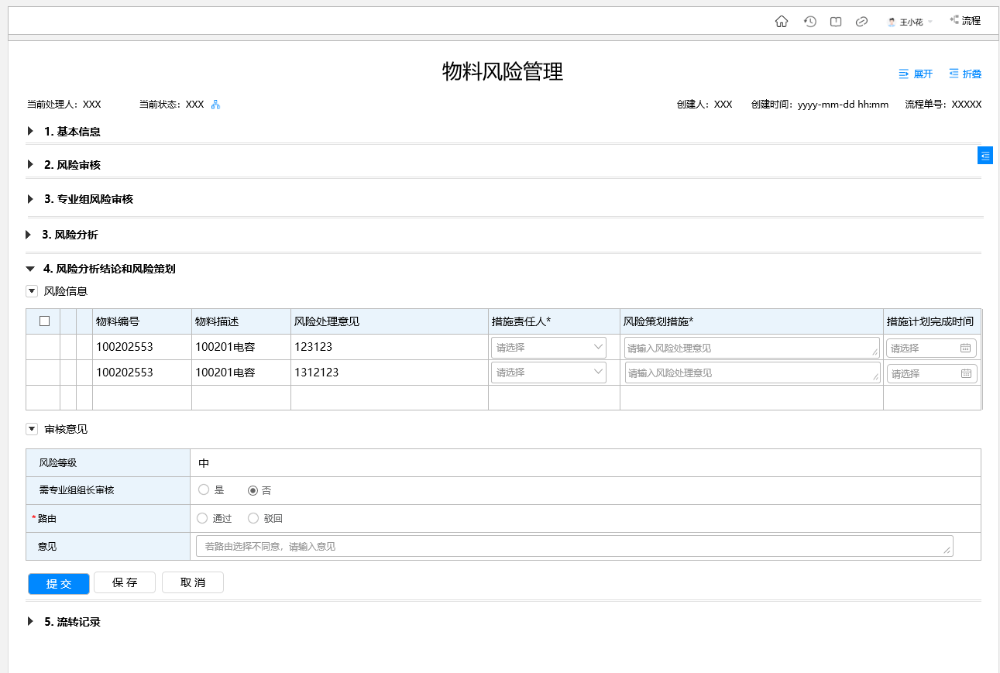 王小花 流程
物料风险管理
展开 折叠
当前处理人：XXX 当前状态：XXX 创建人：XXX 创建时间：yyyy-mm-dd hh:mm 流程单号：XXXXX
1. 基本信息
2. 风险审核
3. 专业组风险审核
3. 风险分析
4. 风险分析结论和风险策划
风险信息
物料编号 物料描述 风险处理意见 措施责任人* 风险策划措施* 措施计划完成时间
100202553 100201电容 123123 请选择 请输入风险处理意见 请选择
100202553 100201电容 1312123 请选择 请输入风险处理意见 请选择
审核意见
风险等级 中
需专业组组长审核 是 否
*路由 通过 驳回
意见 若路由选择不同意，请输入意见
提 交 保 存 取 消
5. 流转记录